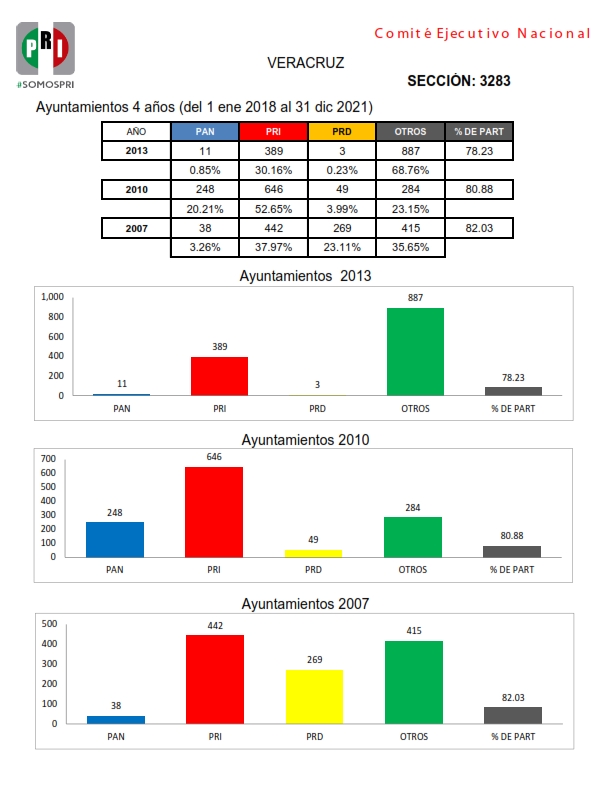 Comité Ejecutivo Nacional
PRI
#SOMOSPRI
VERACRUZ
SECCIÓN: 3283
Ayuntamientos 4 años (del 1 ene 2018 al 31 dic 2021)
AÑO PAN PRI PRD OTROS % DE PART
2013 11 389 3 887 78.23
0.85% 30.16% 0.23% 68.76%
2010 248 646 49 284 80.88
20.21% 52.65% 3.99% 23.15%
2007 38 442 269 415 82.03
3.26% 37.97% 23.11% 35.65%
Ayuntamientos 2013
1,000
800
600
400
200
0
11 389 3 887 78.23
PAN PRI PRD OTROS % DE PART
Ayuntamientos 2010
700
600
500
400
300
200
100
0
248 646 49 284 80.88
PAN PRI PRD OTROS % DE PART
Ayuntamientos 2007
500
400
300
200
100
0
38 442 269 415 82.03
PAN PRI PRD OTROS % DE PART